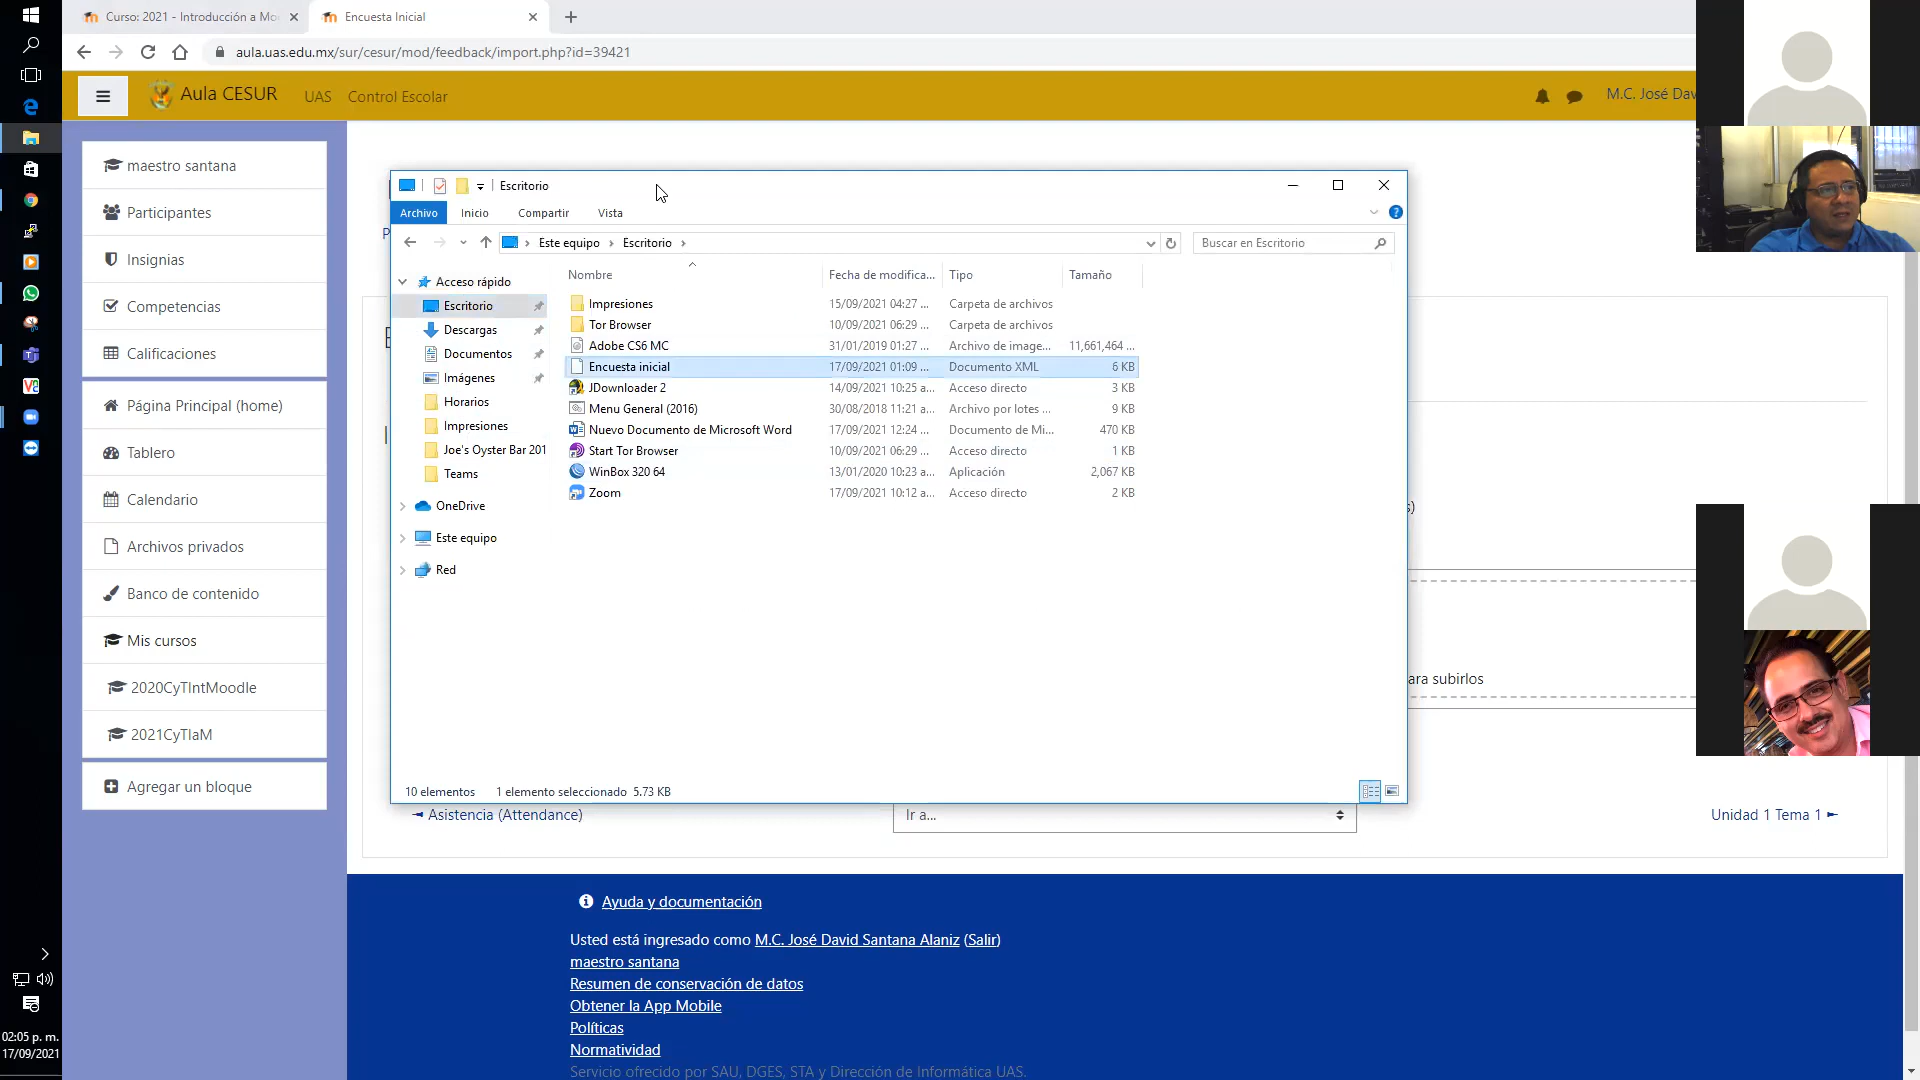 Curso: 2021 - Introducción a Mo
Encuesta Inicial
aula.uas.edu.mx/sur/cesur/mod/feedback/import.php?id=39421
Aula CESUR
UAS
Control Escolar
M.C. José Dav
maestro santana
Participantes
Insignias
Competencias
Calificaciones
Página Principal (home)
Tablero
Calendario
Archivos privados
Banco de contenido
Mis cursos
2020CyTIntMoodle
2021CyTIaM
Agregar un bloque
Escritorio
Archivo
Inicio
Compartir
Vista
Este equipo > Escritorio >
Buscar en Escritorio
Acceso rápido
Escritorio
Descargas
Documentos
Imágenes
Horarios
Impresiones
Joe's Oyster Bar 201
Teams
OneDrive
Este equipo
Red
Nombre Fecha de modifica... Tipo Tamaño
Impresiones 15/09/2021 04:27 ... Carpeta de archivos
Tor Browser 10/09/2021 06:29 ... Carpeta de archivos
Adobe CS6 MC 31/01/2019 01:27 ... Archivo de image... 11,661,464 ...
Encuesta inicial 17/09/2021 01:09 ... Documento XML 6 KB
JDownloader 2 14/09/2021 10:25 a... Acceso directo 3 KB
Menu General (2016) 30/08/2018 11:21 a... Archivo por lotes ... 9 KB
Nuevo Documento de Microsoft Word 17/09/2021 12:24 ... Documento de Mi... 470 KB
Start Tor Browser 10/09/2021 06:29 ... Acceso directo 1 KB
WinBox 320 64 13/01/2020 10:23 a... Aplicación 2,067 KB
Zoom 17/09/2021 10:12 a... Acceso directo 2 KB
10 elementos 1 elemento seleccionado 5.73 KB
s)
ara subirlos
◄ Asistencia (Attendance)
Ir a...
Unidad 1 Tema 1 ►
Ayuda y documentación
Usted está ingresado como M.C. José David Santana Alaniz (Salir)
maestro santana
Resumen de conservación de datos
Obtener la App Mobile
Políticas
Normatividad
Servicio ofrecido por SAU, DGES, STA y Dirección de Informática UAS.
02:05 p. m.
17/09/2021